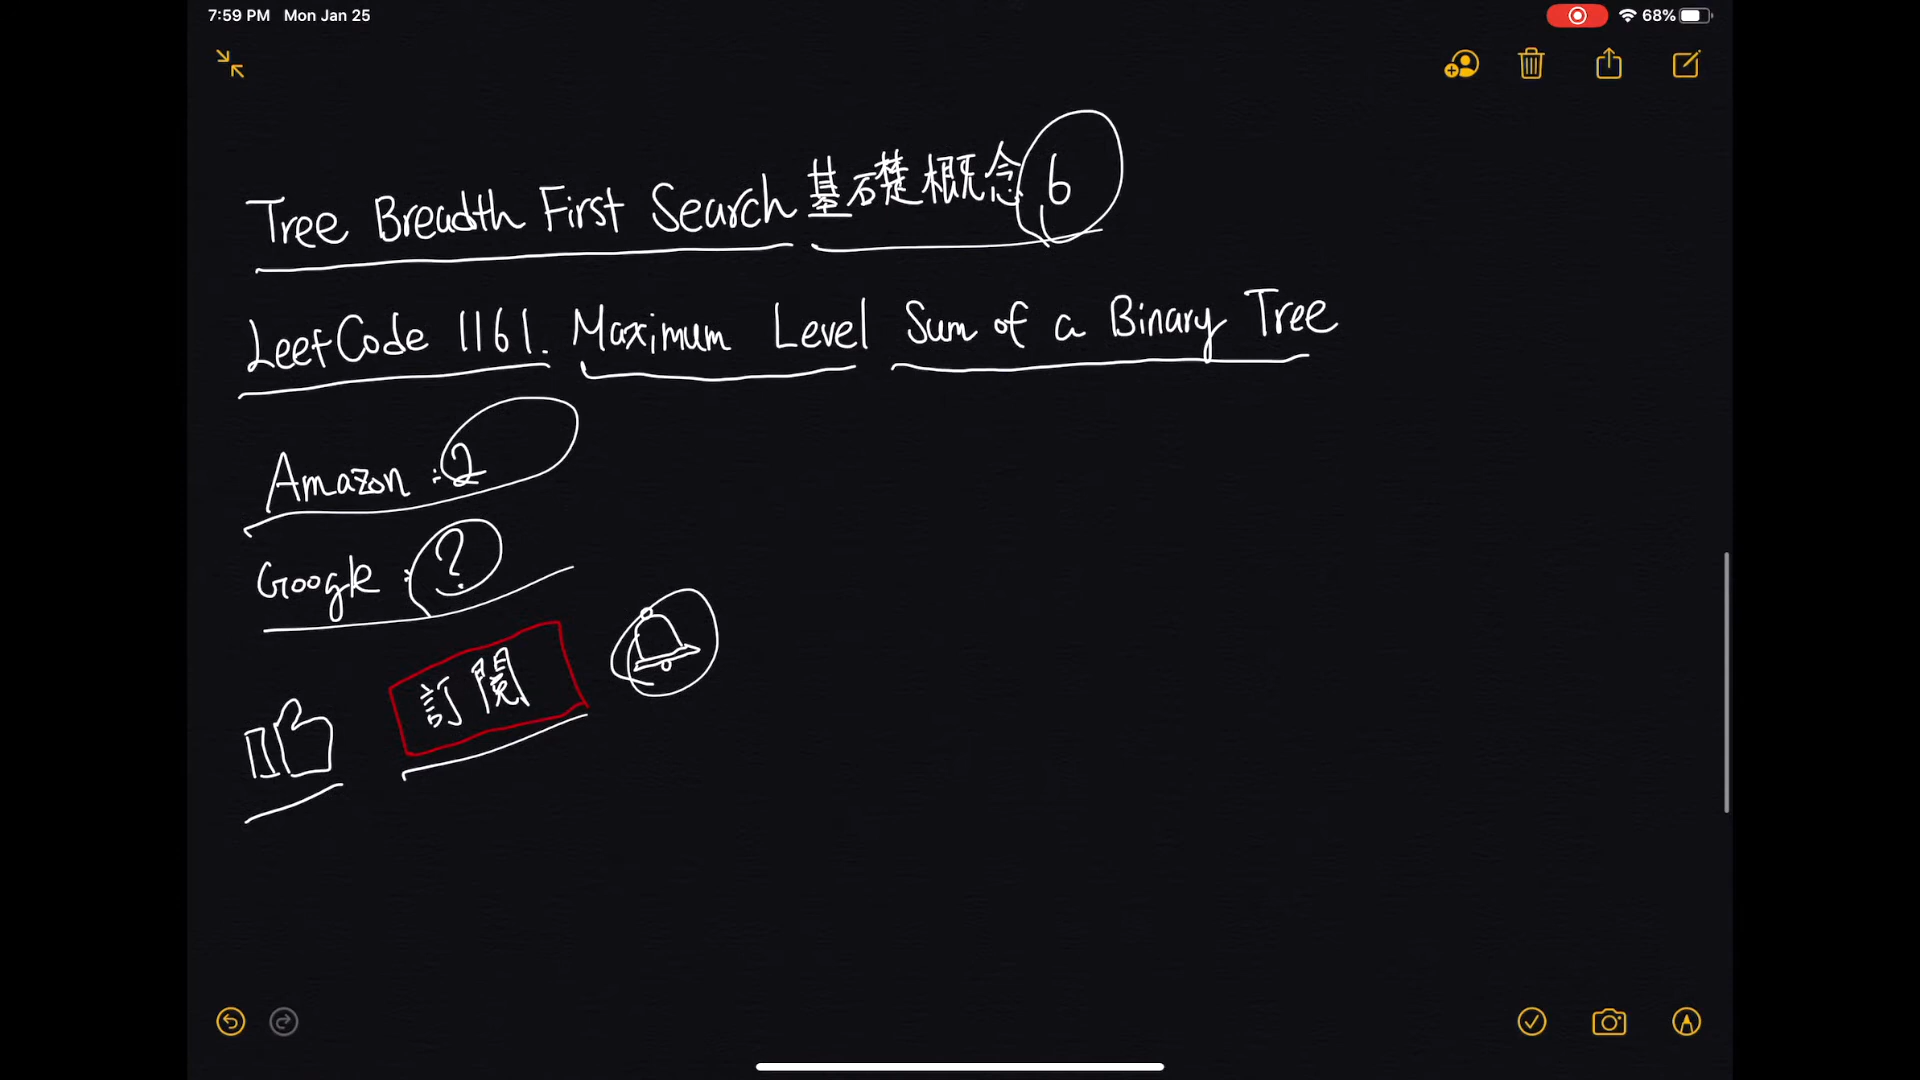 7:59 PM Mon Jan 25
68%
Tree Breadth First Search 基礎概念 6
LeetCode 1161. Maximum Level Sum of a Binary Tree
Amazon : 2
Google : ?
訂閱